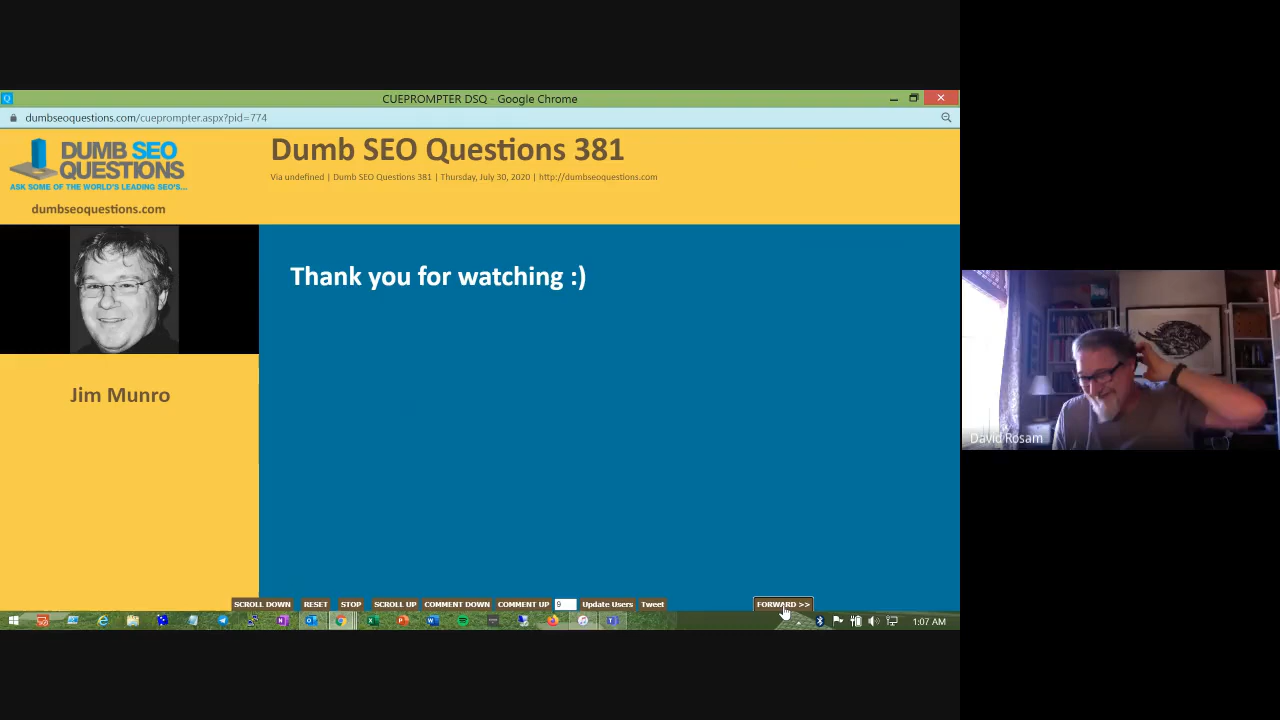 CUEPROMPTER DSQ - Google Chrome
dumbseoquestions.com/cueprompter.aspx?pid=774
DUMB SEO
QUESTIONS
ASK SOME OF THE WORLD'S LEADING SEO'S...
dumbseoquestions.com
Dumb SEO Questions 381
Via undefined | Dumb SEO Questions 381 | Thursday, July 30, 2020 | http://dumbseoquestions.com
Thank you for watching :)
Jim Munro
David Rosam
SCROLL DOWN RESET STOP SCROLL UP COMMENT DOWN COMMENT UP 9 Update Users Tweet FORWARD >>
1:07 AM